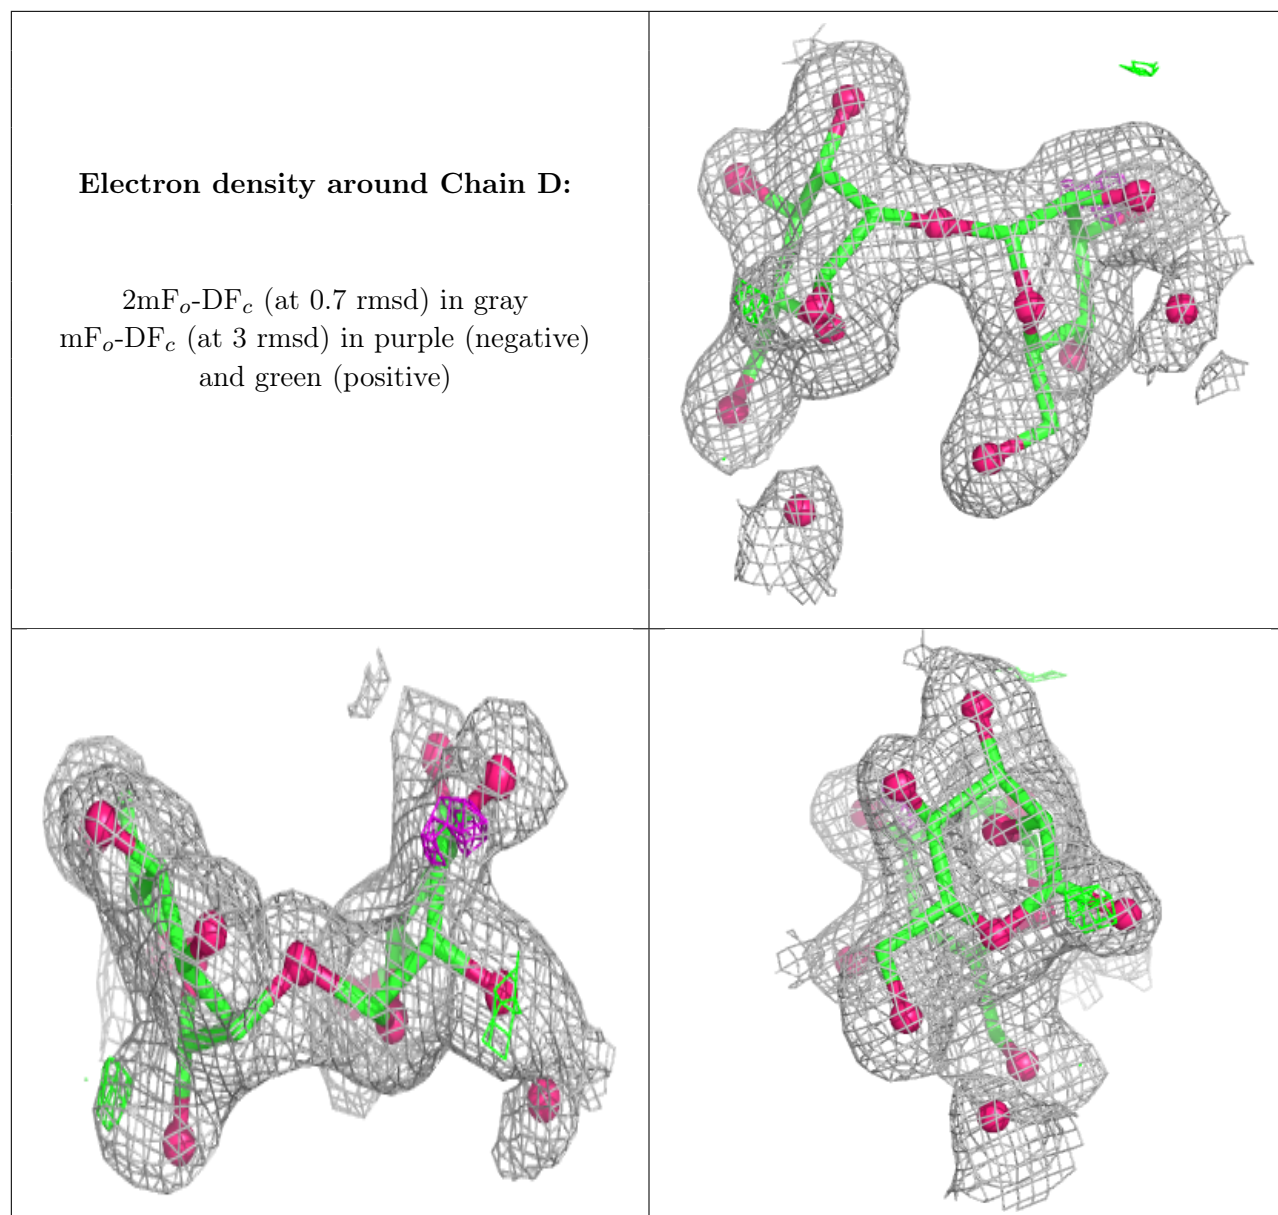 Electron density around Chain D:
2mFₒ-DF𝒸 (at 0.7 rmsd) in gray
mFₒ-DF𝒸 (at 3 rmsd) in purple (negative)
and green (positive)